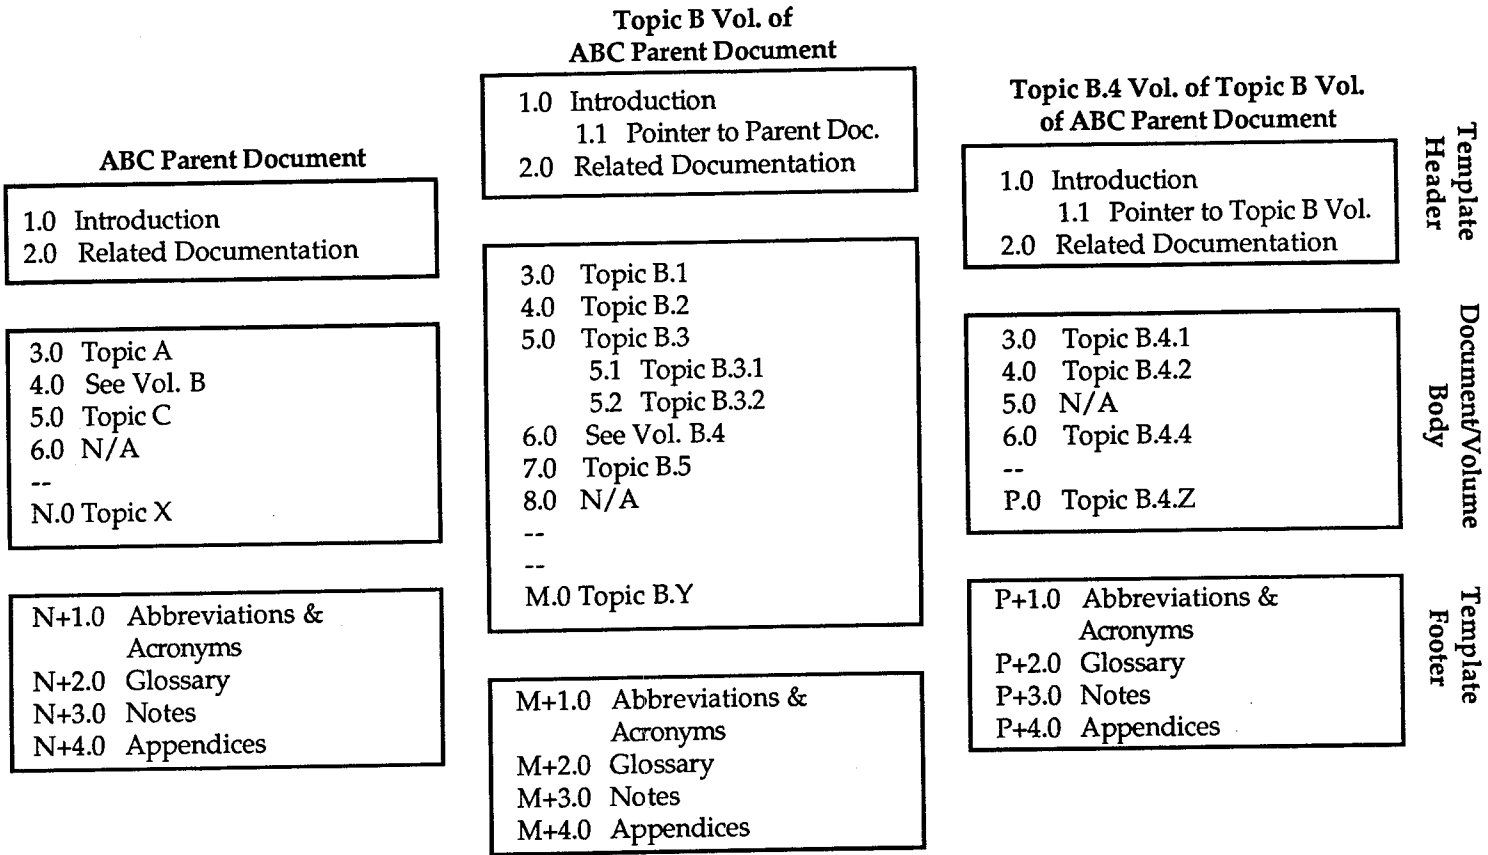 ABC Parent Document
1.0 Introduction
2.0 Related Documentation
3.0 Topic A
4.0 See Vol. B
5.0 Topic C
6.0 N/A
--
N.0 Topic X
N+1.0 Abbreviations &
Acronyms
N+2.0 Glossary
N+3.0 Notes
N+4.0 Appendices
Topic B Vol. of
ABC Parent Document
1.0 Introduction
1.1 Pointer to Parent Doc.
2.0 Related Documentation
3.0 Topic B.1
4.0 Topic B.2
5.0 Topic B.3
5.1 Topic B.3.1
5.2 Topic B.3.2
6.0 See Vol. B.4
7.0 Topic B.5
8.0 N/A
--
--
M.0 Topic B.Y
M+1.0 Abbreviations &
Acronyms
M+2.0 Glossary
M+3.0 Notes
M+4.0 Appendices
Topic B.4 Vol. of Topic B Vol.
of ABC Parent Document
1.0 Introduction
1.1 Pointer to Topic B Vol.
2.0 Related Documentation
3.0 Topic B.4.1
4.0 Topic B.4.2
5.0 N/A
6.0 Topic B.4.4
--
P.0 Topic B.4.Z
P+1.0 Abbreviations &
Acronyms
P+2.0 Glossary
P+3.0 Notes
P+4.0 Appendices
Template
Header
Document/Volume
Body
Template
Footer